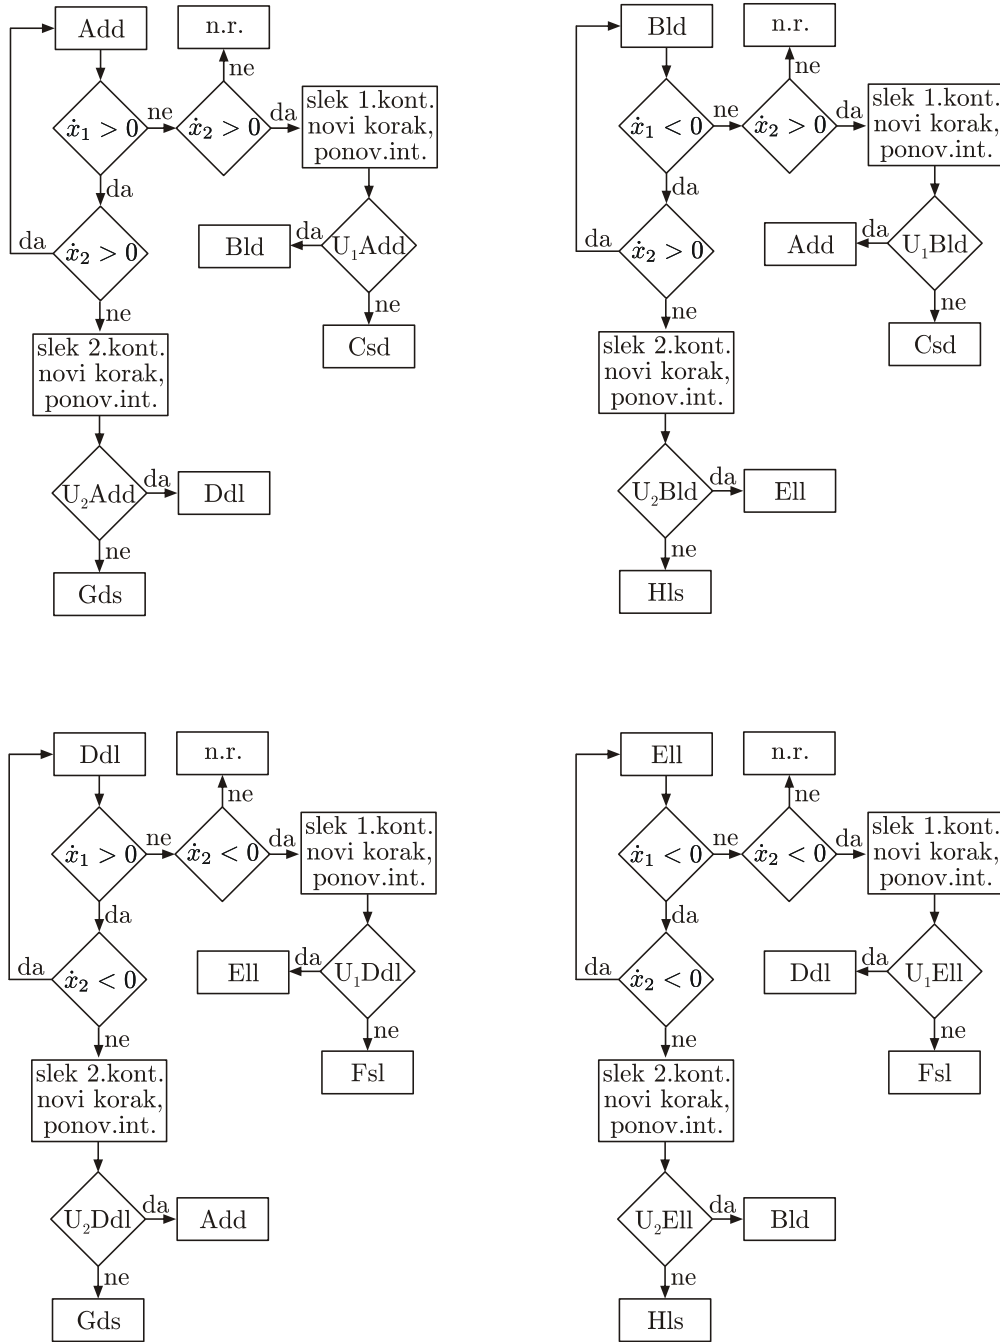 Add
n.r.
ne
ẋ₁ > 0
ne
ẋ₂ > 0
da
slek 1.kont.
novi korak,
ponov.int.
da
da
ẋ₂ > 0
Bld
da
U₁Add
ne
ne
Csd
slek 2.kont.
novi korak,
ponov.int.
U₂Add
da
Ddl
ne
Gds
Bld
n.r.
ne
ẋ₁ < 0
ne
ẋ₂ > 0
da
slek 1.kont.
novi korak,
ponov.int.
da
da
ẋ₂ > 0
Add
da
U₁Bld
ne
ne
Csd
slek 2.kont.
novi korak,
ponov.int.
U₂Bld
da
Ell
ne
Hls
Ddl
n.r.
ne
ẋ₁ > 0
ne
ẋ₂ < 0
da
slek 1.kont.
novi korak,
ponov.int.
da
da
ẋ₂ < 0
Ell
da
U₁Ddl
ne
ne
Fsl
slek 2.kont.
novi korak,
ponov.int.
U₂Ddl
da
Add
ne
Gds
Ell
n.r.
ne
ẋ₁ < 0
ne
ẋ₂ < 0
da
slek 1.kont.
novi korak,
ponov.int.
da
da
ẋ₂ < 0
Ddl
da
U₁Ell
ne
ne
Fsl
slek 2.kont.
novi korak,
ponov.int.
U₂Ell
da
Bld
ne
Hls